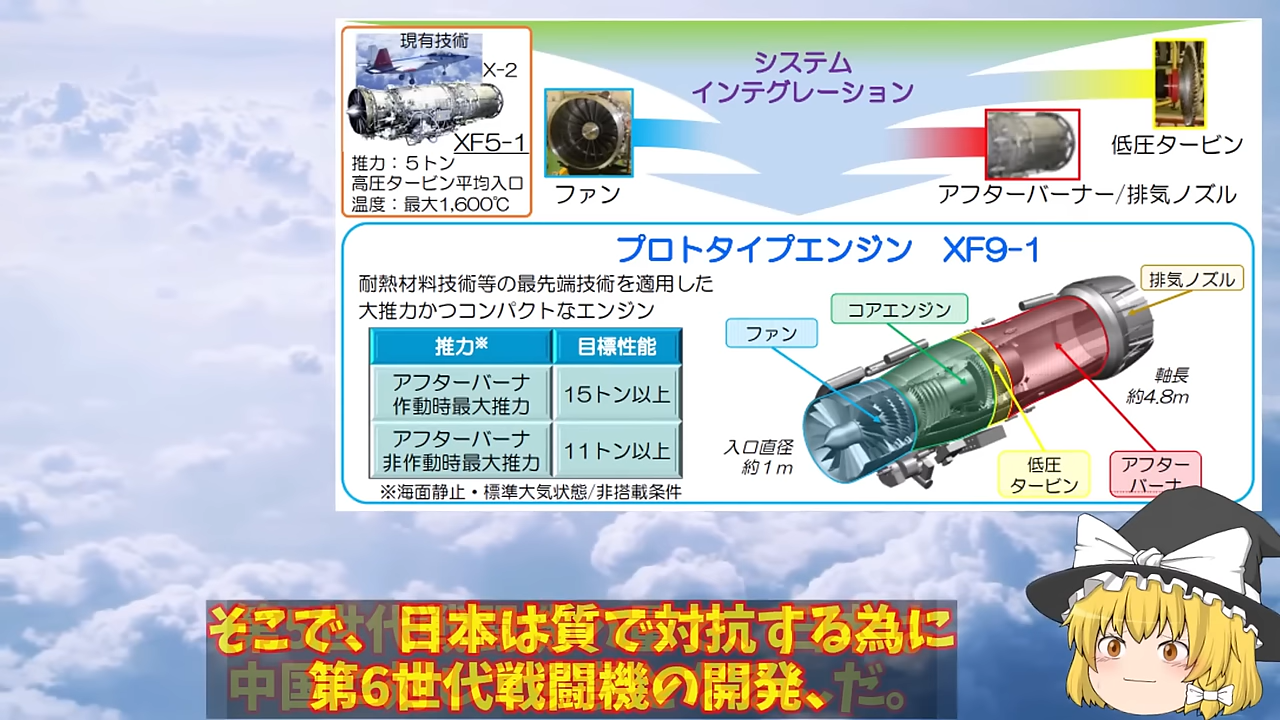 現有技術
X-2
XF5-1
推力：５トン
高圧タービン平均入口
温度：最大1,600℃
ファン
システム
インテグレーション
低圧タービン
アフターバーナー/排気ノズル
プロトタイプエンジン　XF9-1
耐熱材料技術等の最先端技術を適用した
大推力かつコンパクトなエンジン
推力※
目標性能
アフターバーナ
作動時最大推力
15トン以上
アフターバーナ
非作動時最大推力
11トン以上
※海面静止・標準大気状態/非搭載条件
ファン
コアエンジン
排気ノズル
軸長
約4.8m
入口直径
約１ｍ
低圧
タービン
アフター
バーナ
そこで、日本は質で対抗する為に
第6世代戦闘機の開発、